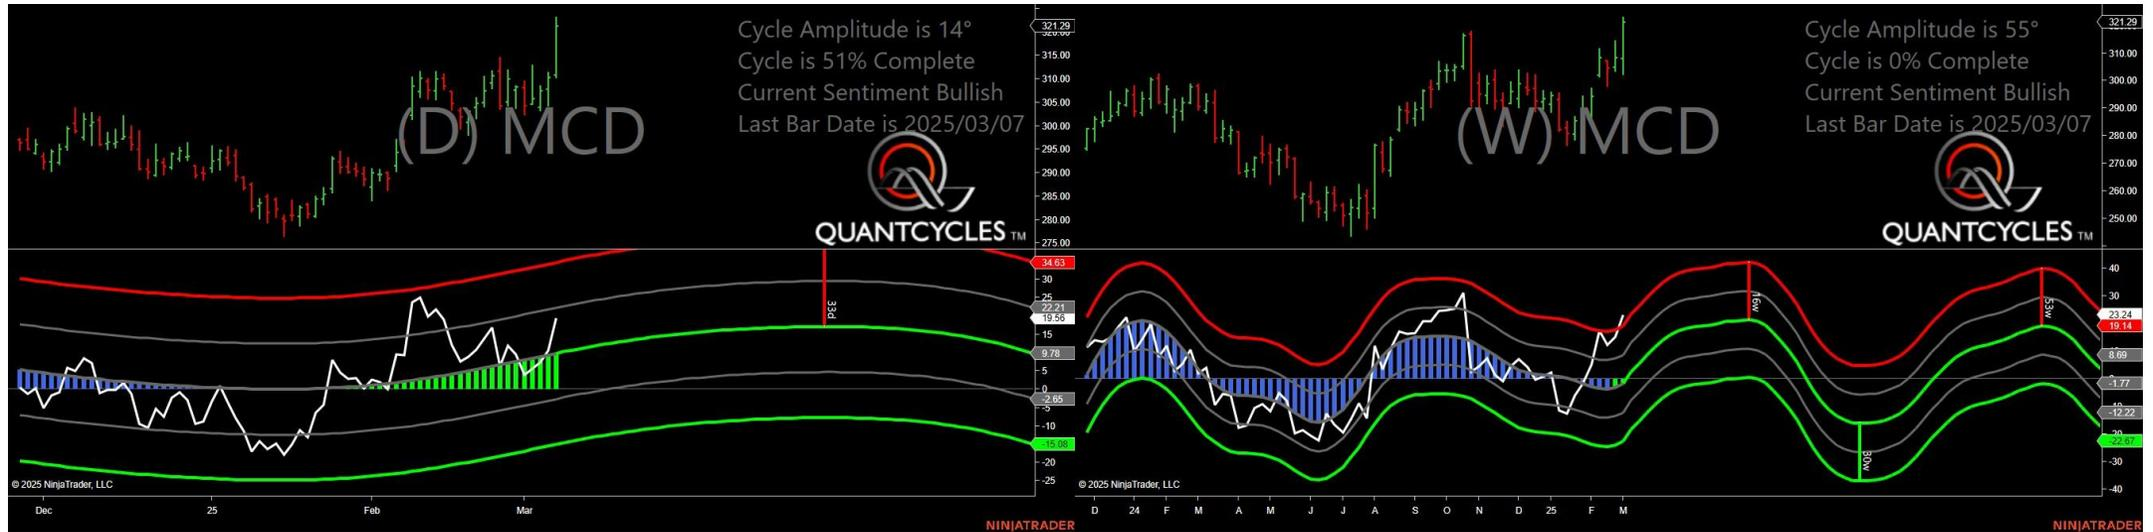 Cycle Amplitude is 14°
Cycle is 51% Complete
Current Sentiment Bullish
Last Bar Date is 2025/03/07
(D) MCD
QUANTCYCLES TM
321.29
315.00
310.00
305.00
300.00
295.00
290.00
285.00
280.00
275.00
34.63
30
25
22.21
19.56
15
9.78
5
0
-2.65
-5
-10
-15.08
-20
-25
33d
© 2025 NinjaTrader, LLC
Dec
25
Feb
Mar
NINJATRADER
Cycle Amplitude is 55°
Cycle is 0% Complete
Current Sentiment Bullish
Last Bar Date is 2025/03/07
(W) MCD
QUANTCYCLES TM
321.29
310.00
300.00
290.00
280.00
270.00
260.00
250.00
40
30
23.24
19.14
8.69
-1.77
-12.22
-22.67
-30
-40
16w
30w
53w
© 2025 NinjaTrader, LLC
D 24 F M A M J J A S O N D 25 F M
NINJATRADER